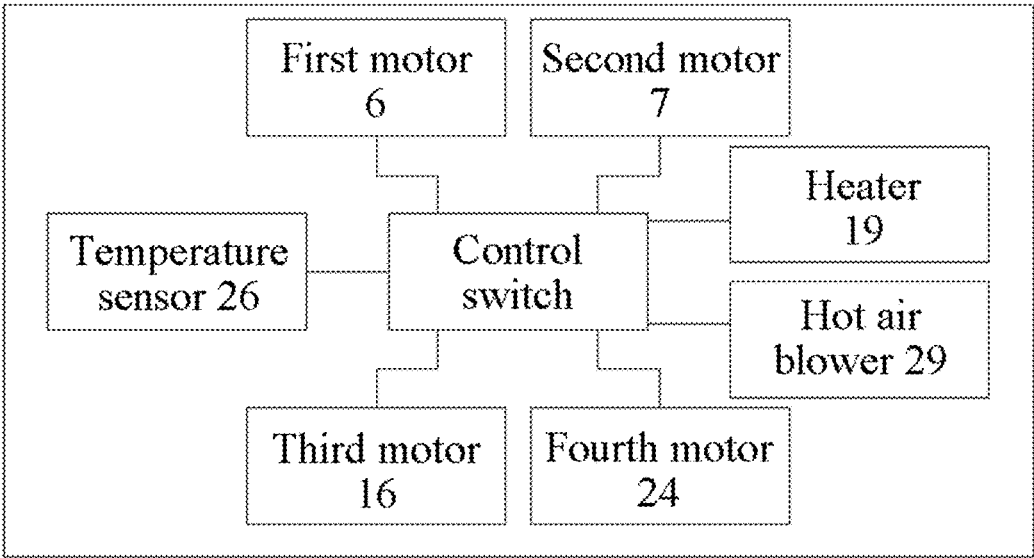 First motor
6
Second motor
7
Heater
19
Temperature
sensor 26
Control
switch
Hot air
blower 29
Third motor
16
Fourth motor
24